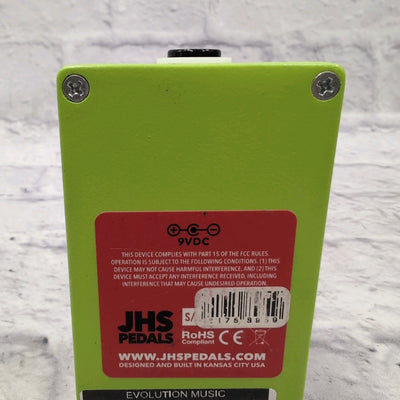 9VDC
THIS DEVICE COMPLIES WITH PART 15 OF THE FCC RULES.
OPERATION IS SUBJECT TO THE FOLLOWING CONDITIONS. (1) THIS
DEVICE MAY NOT CAUSE HARMFUL INTERFERENCE, AND (2) THIS
DEVICE MUST ACCEPT ANY INTERFERENCE RECEIVED, INCLUDING
INTERFERENCE THAT MAY CAUSE UNDESIRED OPERATION.
S/
JHS
PEDALS
RoHS
Compliant
CE
WWW.JHSPEDALS.COM
DESIGNED AND BUILT IN KANSAS CITY USA
EVOLUTION MUSIC